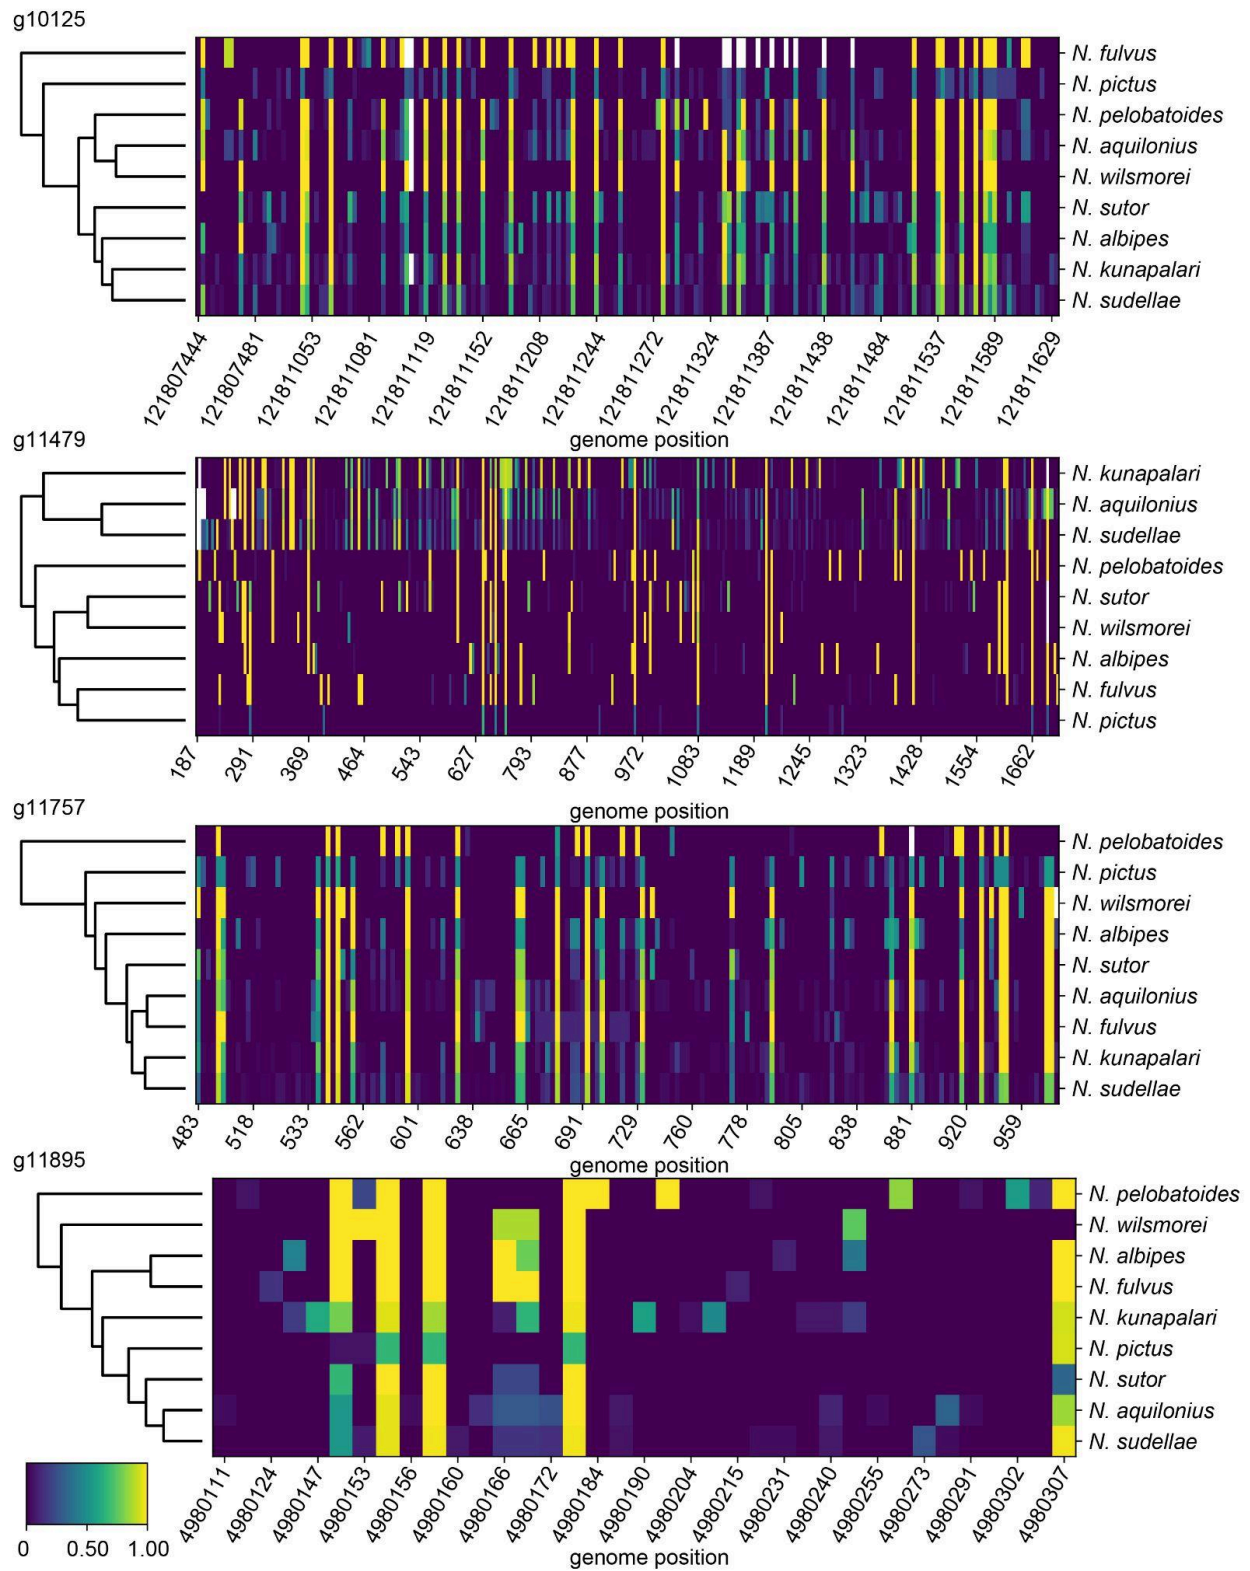 g10125
N. fulvus
N. pictus
N. pelobatoides
N. aquilonius
N. wilsmorei
N. sutor
N. albipes
N. kunapalari
N. sudellae
121807444 121807481 121811053 121811081 121811119 121811152 121811208 121811244 121811272 121811324 121811387 121811438 121811484 121811537 121811589 121811629
genome position
g11479
N. kunapalari
N. aquilonius
N. sudellae
N. pelobatoides
N. sutor
N. wilsmorei
N. albipes
N. fulvus
N. pictus
187 291 369 464 543 627 793 877 972 1083 1189 1245 1323 1428 1554 1662
genome position
g11757
N. pelobatoides
N. pictus
N. wilsmorei
N. albipes
N. sutor
N. aquilonius
N. fulvus
N. kunapalari
N. sudellae
483 518 533 562 601 638 665 691 729 760 778 805 838 881 920 959
genome position
g11895
N. pelobatoides
N. wilsmorei
N. albipes
N. fulvus
N. kunapalari
N. pictus
N. sutor
N. aquilonius
N. sudellae
4980111 4980124 4980147 4980153 4980156 4980160 4980166 4980172 4980184 4980190 4980204 4980215 4980231 4980240 4980255 4980273 4980291 4980302 4980307
genome position
0 0.50 1.00